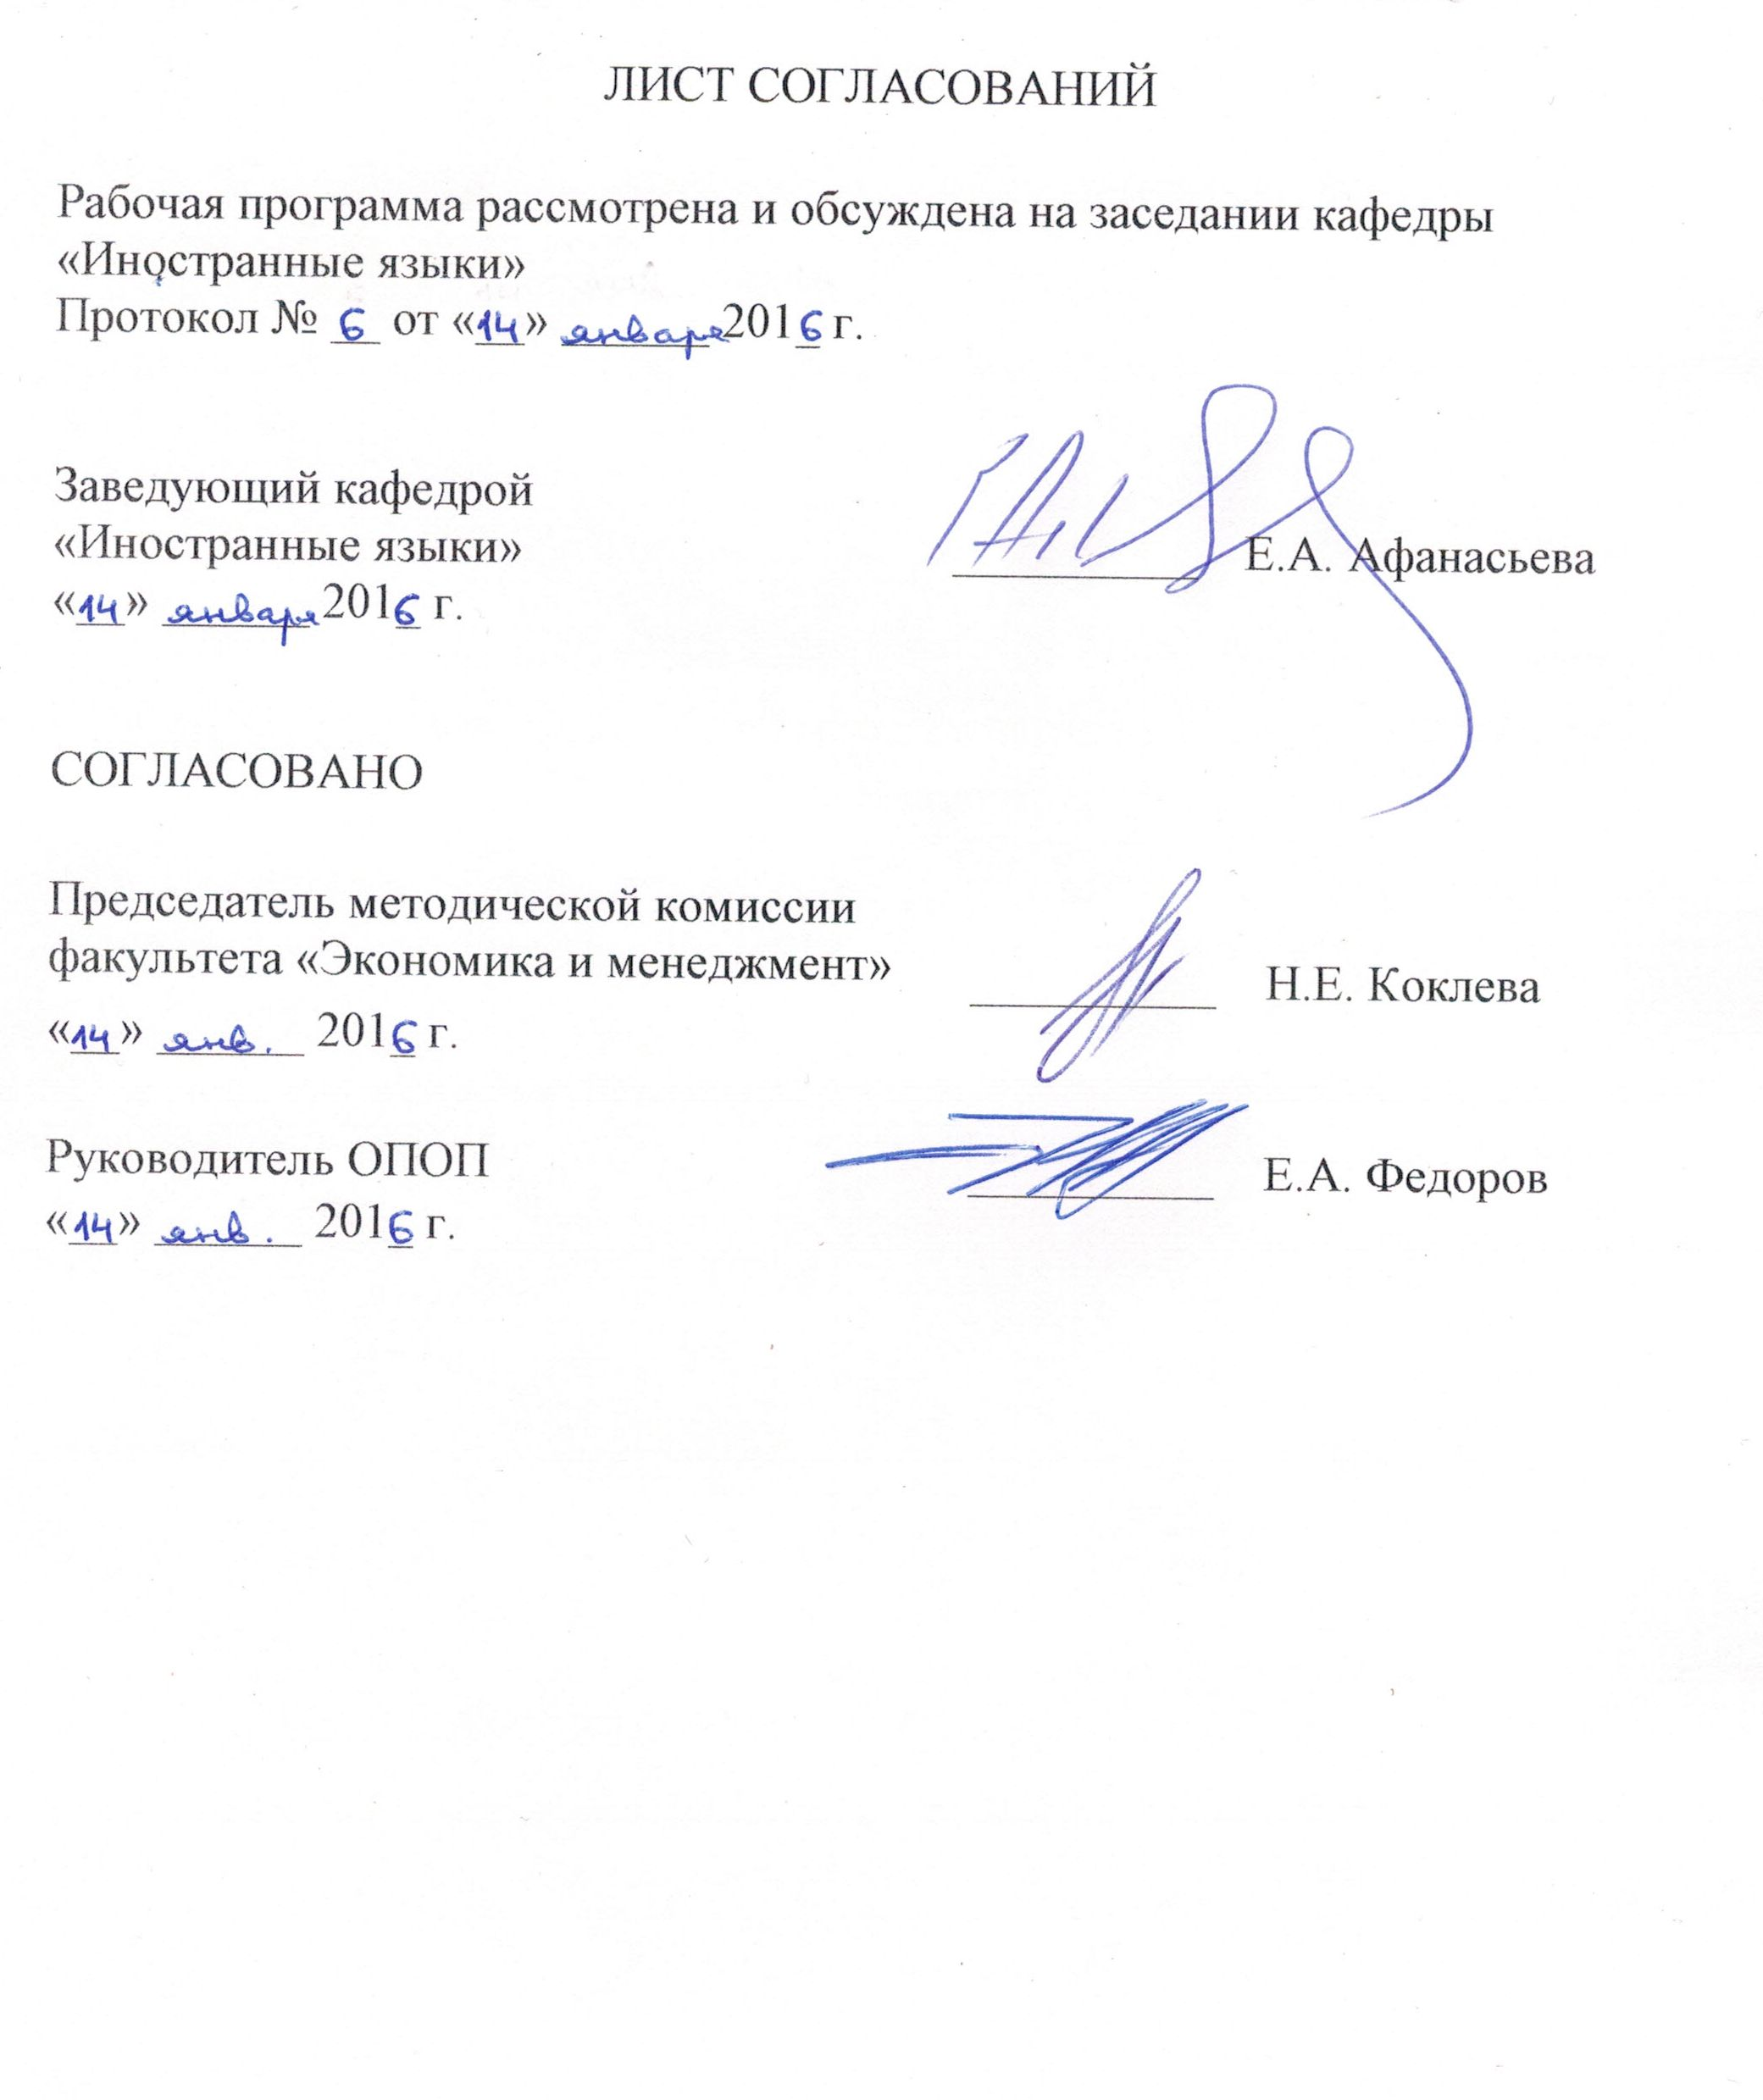 ЛИСТ СОГЛАСОВАНИЙ
Рабочая программа рассмотрена и обсуждена на заседании кафедры
«Иностранные языки»
Протокол № 6 от «14» января 2016 г.
Заведующий кафедрой
«Иностранные языки»
Е.А. Афанасьева
«14» января 2016 г.
СОГЛАСОВАНО
Председатель методической комиссии
факультета «Экономика и менеджмент»
Н.Е. Коклева
«14» янв. 2016 г.
Руководитель ОПОП
Е.А. Федоров
«14» янв. 2016 г.